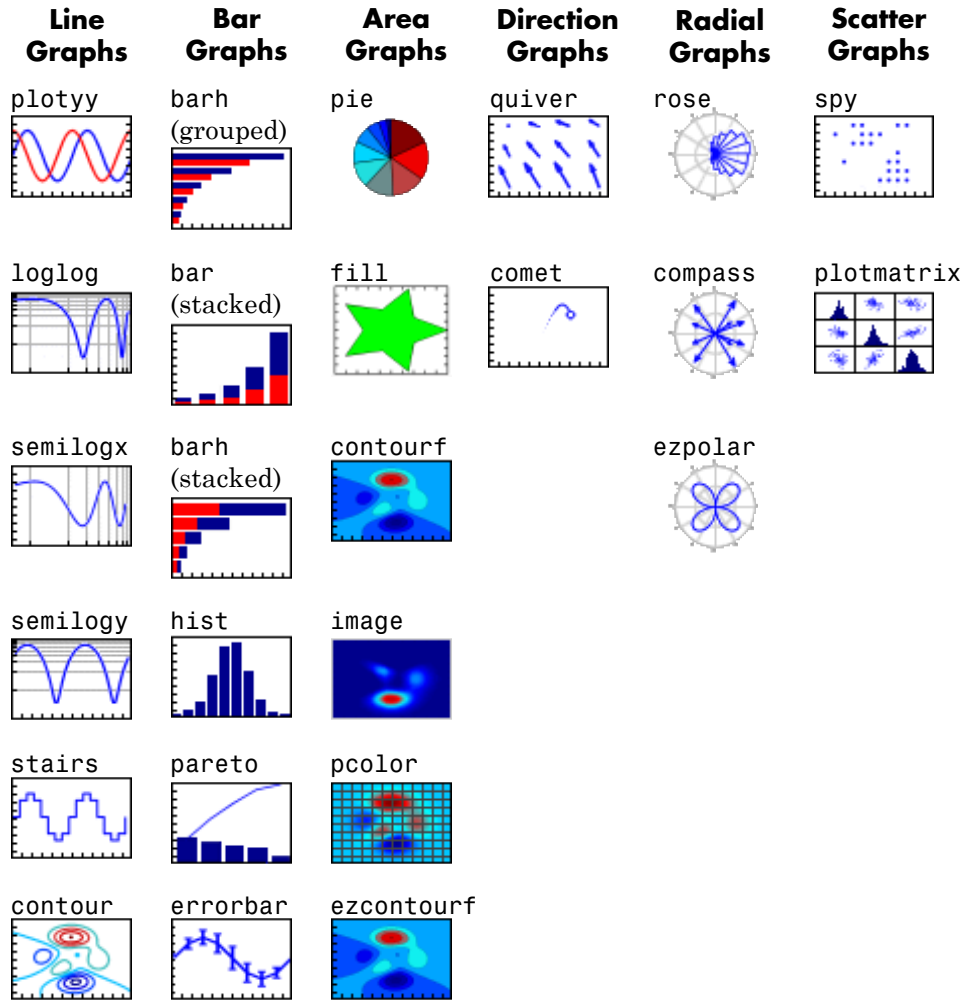 Line Graphs
Bar Graphs
Area Graphs
Direction Graphs
Radial Graphs
Scatter Graphs
plotyy
barh
(grouped)
pie
quiver
rose
spy
loglog
bar
(stacked)
fill
comet
compass
plotmatrix
semilogx
barh
(stacked)
contourf
ezpolar
semilogy
hist
image
stairs
pareto
pcolor
contour
errorbar
ezcontourf